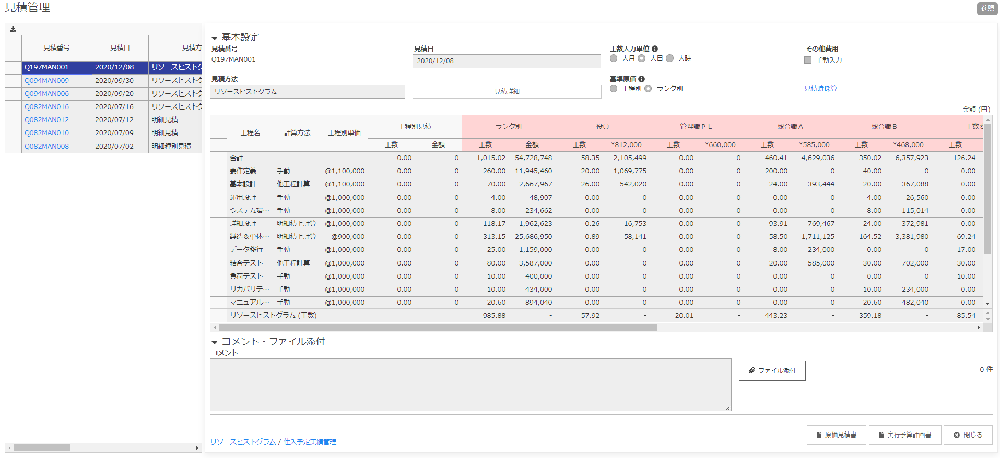 見積管理
参照
見積番号 見積日 見積方
Q197MAN001 2020/12/08 リソースヒストグ
Q094MAN009 2020/09/30 リソースヒストグ
Q094MAN006 2020/09/20 リソースヒストグ
Q082MAN016 2020/07/16 リソースヒストグ
Q082MAN012 2020/07/12 明細見積
Q082MAN010 2020/07/09 明細見積
Q082MAN008 2020/07/02 明細種別見積
基本設定
見積番号 見積日 工数入力単位 その他費用
Q197MAN001 2020/12/08 人月 人日 人時 手動入力
見積方法 基準原価
リソースヒストグラム 見積詳細 工程別 ランク別 見積時採算
金額 (円)
工程名 計算方法 工程別単価 工程別見積 ランク別 役員 管理職ＰＬ 総合職Ａ 総合職Ｂ 工数委
工数 金額 工数 金額 工数 *812,000 工数 *660,000 工数 *585,000 工数 *468,000 工数
合計 0.00 0 1,015.02 54,728,748 58.35 2,105,499 0.00 0 460.41 4,629,036 350.02 6,357,923 126.24
要件定義 手動 @1,100,000 0.00 0 260.00 11,945,460 20.00 1,069,775 0.00 0 200.00 0 40.00 0 0.00
基本設計 他工程計算 @1,100,000 0.00 0 70.00 2,667,967 26.00 542,020 0.00 0 24.00 393,444 20.00 367,088 0.00
運用設計 手動 @1,000,000 0.00 0 4.00 48,907 0.00 0 0.00 0 0.00 0 4.00 26,560 0.00
システム環… 手動 @1,000,000 0.00 0 8.00 234,662 0.00 0 0.00 0 0.00 0 8.00 115,014 0.00
詳細設計 明細積上計算 @1,000,000 0.00 0 118.17 1,962,623 0.26 16,753 0.00 0 93.91 769,467 24.00 372,981 0.00
製造＆単体… 明細積上計算 @900,000 0.00 0 313.15 25,686,950 0.89 58,141 0.00 0 58.50 1,711,125 164.52 3,381,980 69.24
データ移行 手動 @1,000,000 0.00 0 25.00 1,159,000 0.00 0 0.00 0 8.00 234,000 0.00 0 17.00
結合テスト 他工程計算 @1,000,000 0.00 0 80.00 3,587,000 0.00 0 0.00 0 20.00 585,000 30.00 702,000 30.00
負荷テスト 手動 @1,000,000 0.00 0 10.00 400,000 0.00 0 0.00 0 0.00 0 0.00 0 10.00
リカバリテ… 手動 @1,000,000 0.00 0 10.00 434,000 0.00 0 0.00 0 0.00 0 10.00 234,000 0.00
マニュアル… 手動 @1,000,000 0.00 0 20.60 894,040 0.00 0 0.00 0 0.00 0 20.60 482,040 0.00
リソースヒストグラム (工数) 985.88 - 57.92 - 20.01 - 443.23 - 359.18 - 85.54
コメント・ファイル添付
コメント
ファイル添付 0 件
リソースヒストグラム / 仕入予定実績管理
原価見積書 実行予算計画書 閉じる